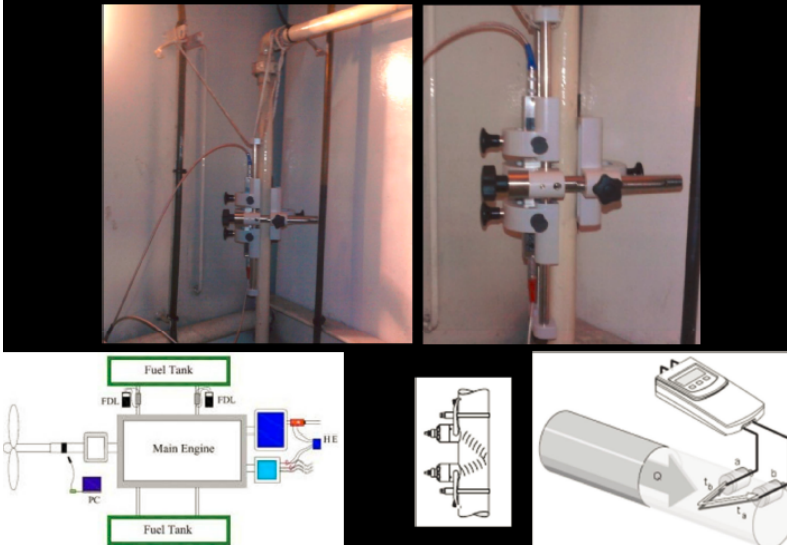 Fuel Tank
FDL
FDL
Main Engine
HE
PC
Fuel Tank
Q
a
b
t_b
t_a